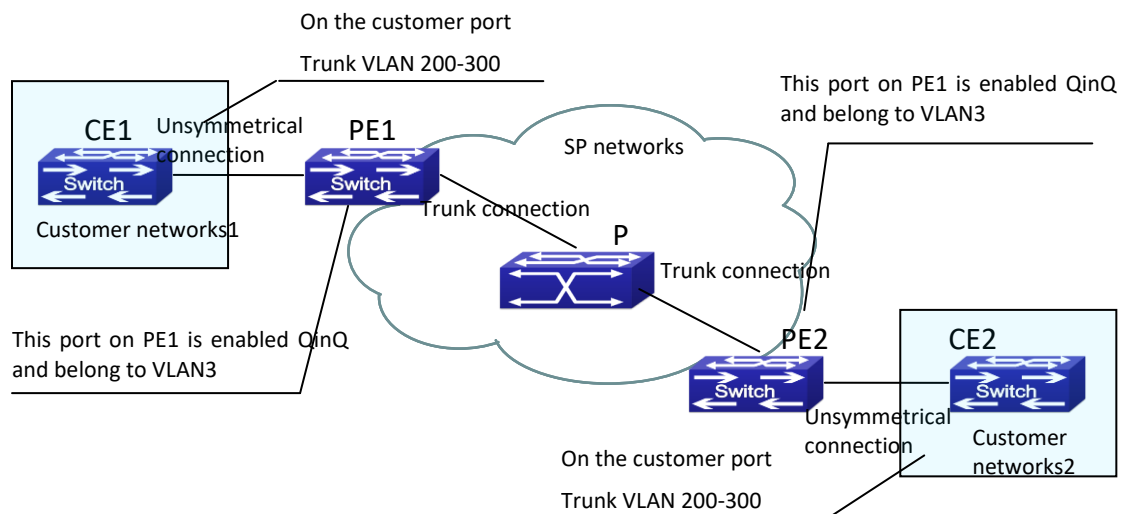 On the customer port
Trunk VLAN 200-300
This port on PE1 is enabled QinQ
and belong to VLAN3
CE1
Unsymmetrical
connection
PE1
SP networks
Switch
Switch
Customer networks1
Trunk connection
P
Trunk connection
This port on PE1 is enabled QinQ
and belong to VLAN3
PE2
CE2
Switch
Switch
Unsymmetrical
connection
Customer
networks2
On the customer port
Trunk VLAN 200-300